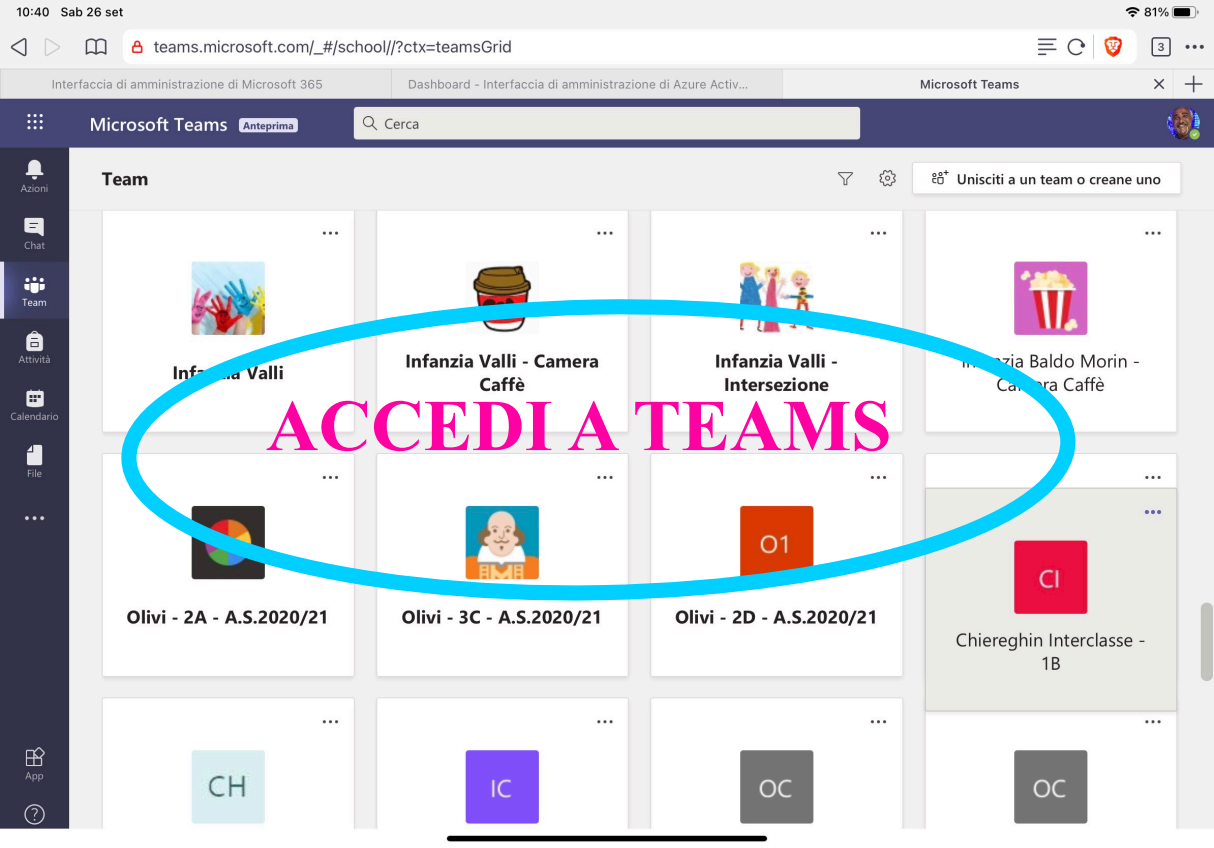 10:40 Sab 26 set
81%
teams.microsoft.com/_#/school//?ctx=teamsGrid
3
Interfaccia di amministrazione di Microsoft 365
Dashboard - Interfaccia di amministrazione di Azure Activ...
Microsoft Teams
Microsoft Teams Anteprima
Cerca
Azioni
Chat
Team
Attività
Calendario
File
App
Team
Unisciti a un team o creane uno
Infanzia Valli
Infanzia Valli - Camera
Caffè
Infanzia Valli -
Intersezione
Infanzia Baldo Morin -
Camera Caffè
ACCEDI A TEAMS
Olivi - 2A - A.S.2020/21
Olivi - 3C - A.S.2020/21
O1
Olivi - 2D - A.S.2020/21
CI
Chiereghin Interclasse -
1B
CH
IC
OC
OC